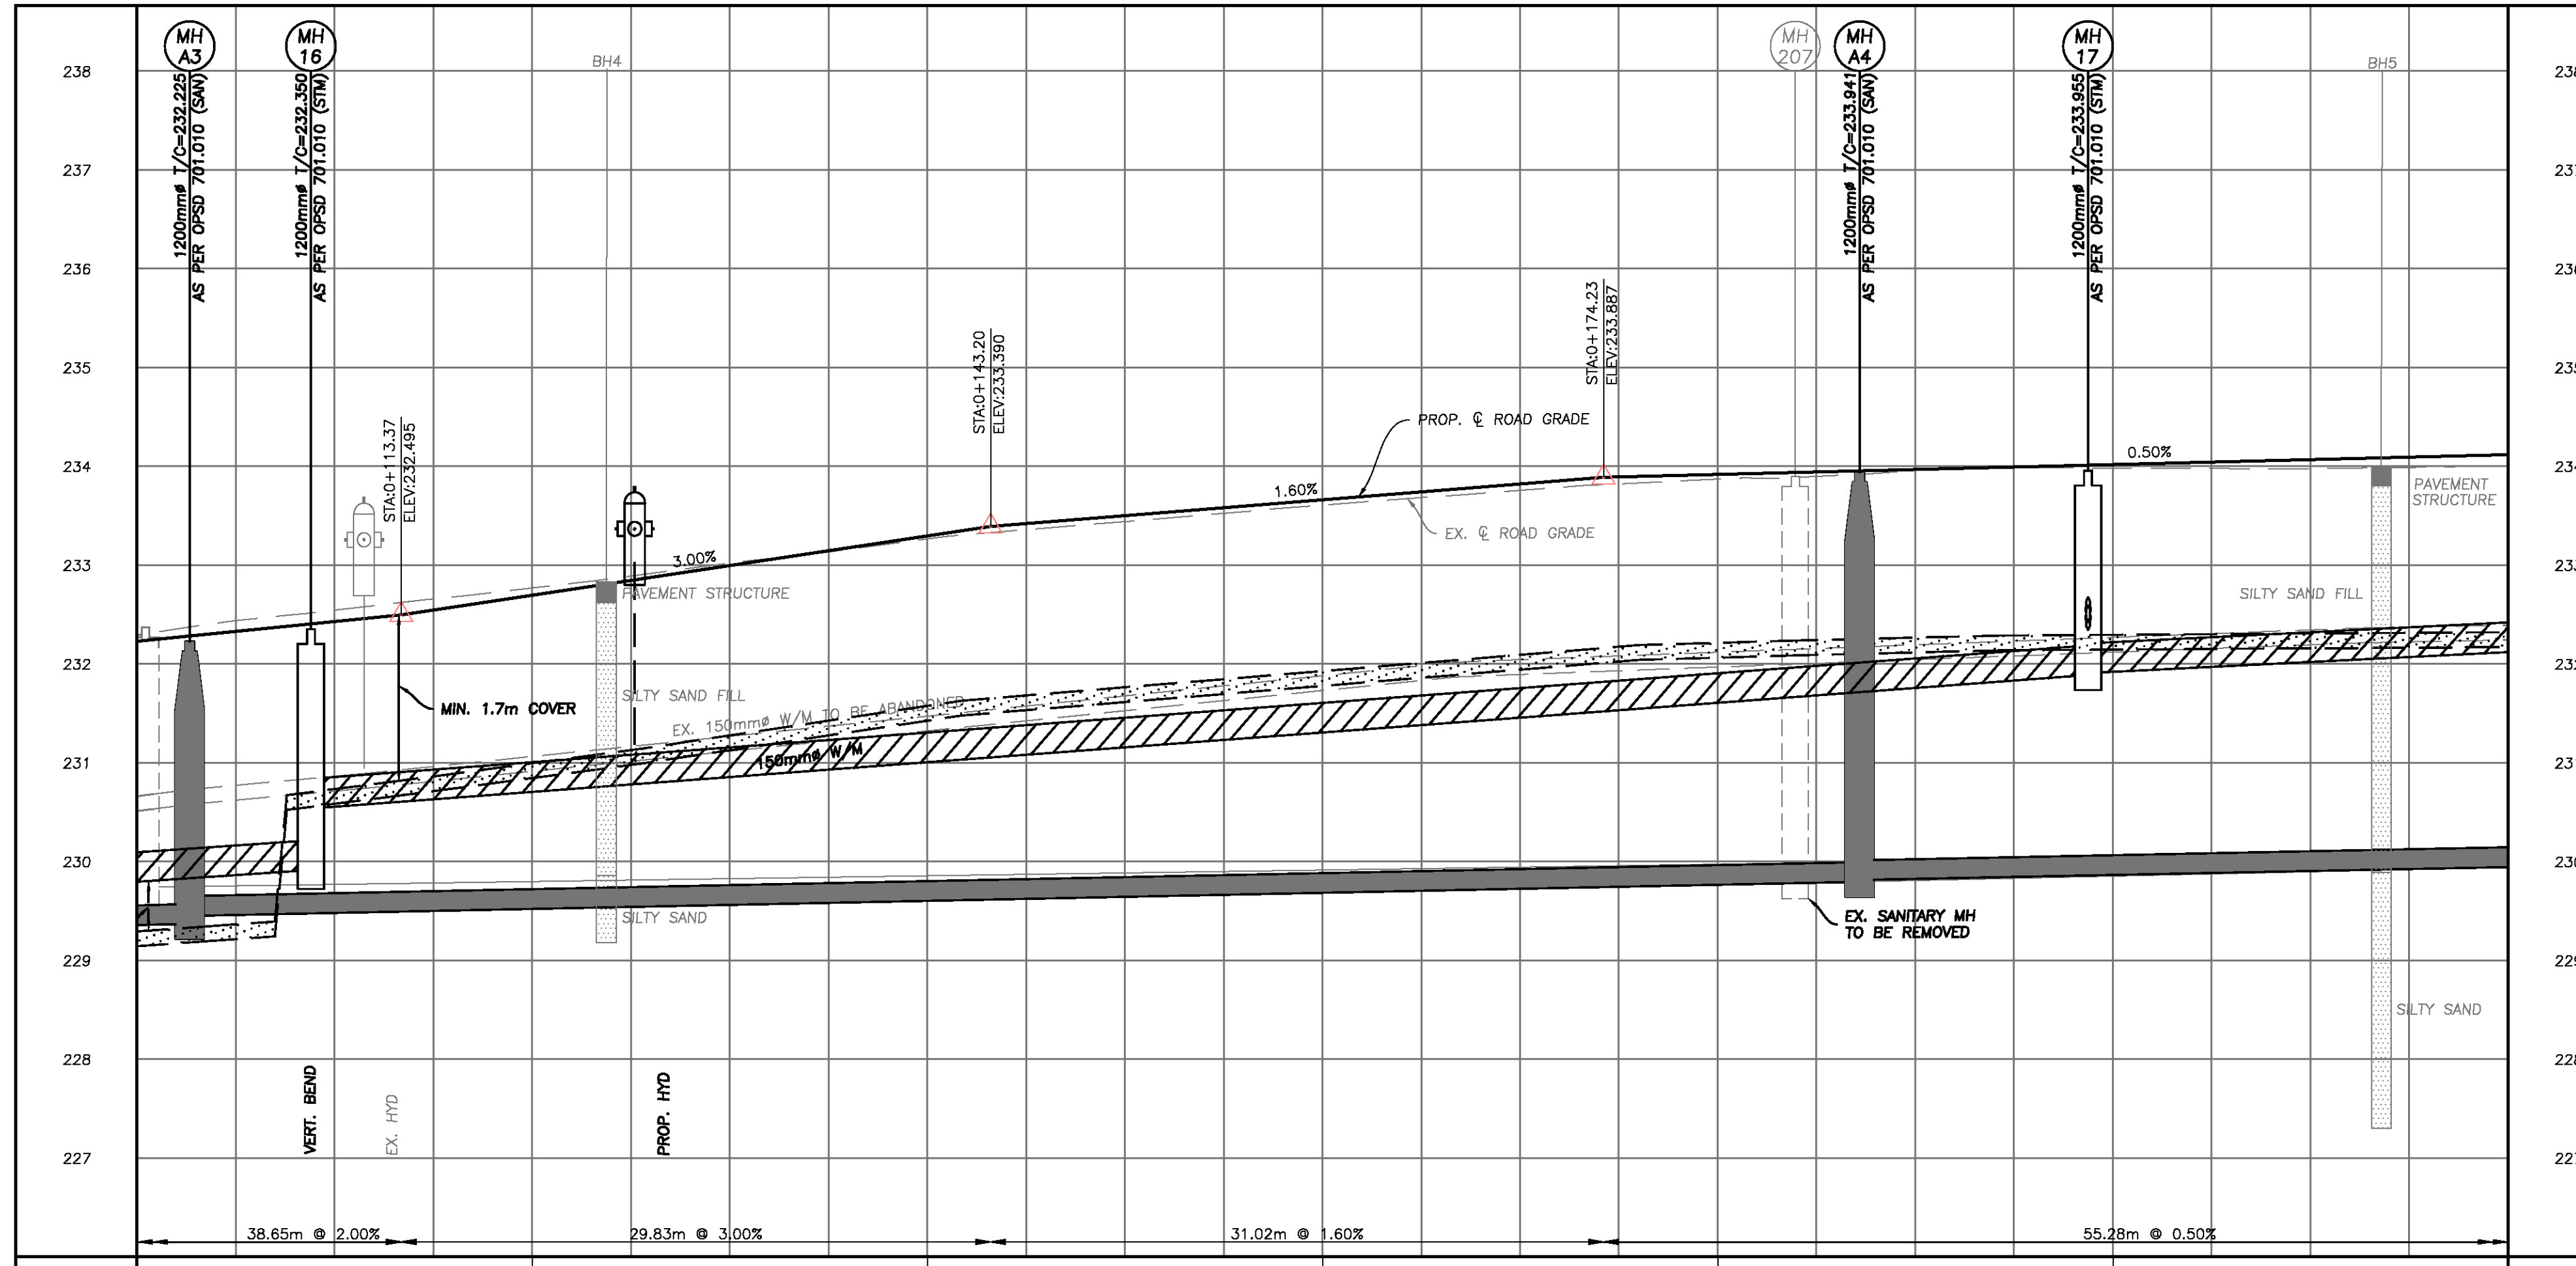 MH
A3
MH
16
BH4
MH
207
MH
A4
MH
17
BH5
1200mmø T/C=232.225
AS PER OPSD 701.010 (SAN)
1200mmø T/C=232.350
AS PER OPSD 701.010 (STM)
1200mmø T/C=233.941
AS PER OPSD 701.010 (SAN)
1200mmø T/C=233.955
AS PER OPSD 701.010 (STM)
238
237
236
235
234
233
232
231
230
229
228
227
STA:0+113.37
ELEV:232.495
STA:0+143.20
ELEV:233.390
STA:0+174.23
ELEV:233.887
PROP. ℄ ROAD GRADE
EX. ℄ ROAD GRADE
3.00%
1.60%
0.50%
PAVEMENT STRUCTURE
PAVEMENT
STRUCTURE
SILTY SAND FILL
MIN. 1.7m COVER
SILTY SAND FILL
EX. 150mmø W/M TO BE ABANDONED
150mmø W/M
SILTY SAND
EX. SANITARY MH
TO BE REMOVED
SILTY SAND
VERT. BEND
EX. HYD
PROP. HYD
38.65m @ 2.00%
29.83m @ 3.00%
31.02m @ 1.60%
55.28m @ 0.50%